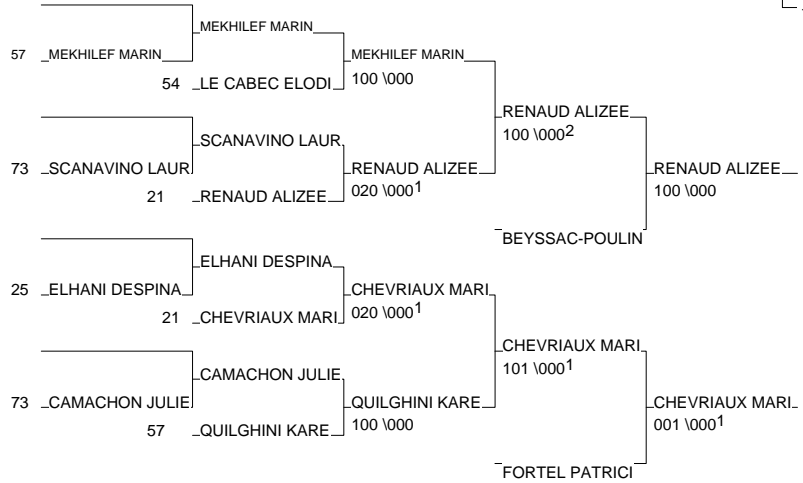 MEKHILEF MARIN
57 MEKHILEF MARIN MEKHILEF MARIN
54 LE CABEC ELODI 100 \000
RENAUD ALIZEE
100 \000²
SCANAVINO LAUR
73 SCANAVINO LAUR RENAUD ALIZEE RENAUD ALIZEE
21 RENAUD ALIZEE 020 \000¹ 100 \000
BEYSSAC-POULIN
ELHANI DESPINA
25 ELHANI DESPINA CHEVRIAUX MARI
21 CHEVRIAUX MARI 020 \000¹
CHEVRIAUX MARI
101 \000¹
CAMACHON JULIE
73 CAMACHON JULIE QUILGHINI KARE CHEVRIAUX MARI
57 QUILGHINI KARE 100 \000 001 \000¹
FORTEL PATRICI